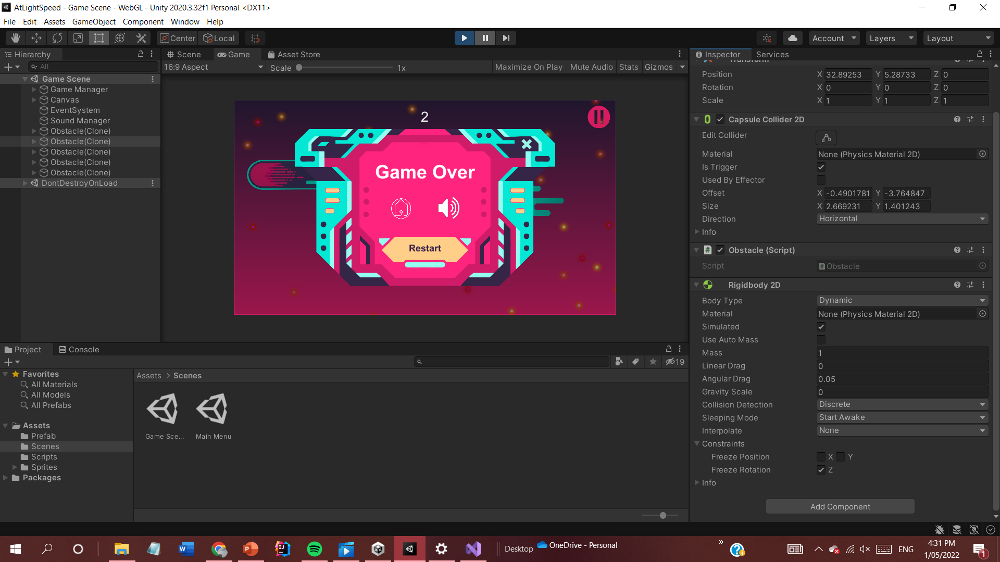 AtLightSpeed - Game Scene - WebGL - Unity 2020.3.32f1 Personal <DX11>
File Edit Assets GameObject Component Window Help
Center Local Account Layers Layout
Hierarchy
All
Game Scene
Game Manager
Canvas
EventSystem
Sound Manager
Obstacle(Clone)
Obstacle(Clone)
Obstacle(Clone)
Obstacle(Clone)
Obstacle(Clone)
DontDestroyOnLoad
Scene Game Asset Store
16:9 Aspect Scale 1x Maximize On Play Mute Audio Stats Gizmos
2
Game Over
Restart
Inspector Services
Transform
Position X 32.89253 Y 5.28733 Z 0
Rotation X 0 Y 0 Z 0
Scale X 1 Y 1 Z 1
Capsule Collider 2D
Edit Collider
Material None (Physics Material 2D)
Is Trigger
Used By Effector
Offset X -0.4901781 Y -3.764847
Size X 2.669231 Y 1.401243
Direction Horizontal
Info
Obstacle (Script)
Script Obstacle
Rigidbody 2D
Body Type Dynamic
Material None (Physics Material 2D)
Simulated
Use Auto Mass
Mass 1
Linear Drag 0
Angular Drag 0.05
Gravity Scale 0
Collision Detection Discrete
Sleeping Mode Start Awake
Interpolate None
Constraints
Freeze Position X Y
Freeze Rotation Z
Info
Add Component
Project Console
19
Favorites
All Materials
All Models
All Prefabs
Assets
Prefab
Scenes
Scripts
Sprites
Packages
Assets > Scenes
Game Sce...
Main Menu
Desktop OneDrive - Personal
ENG
4:31 PM
1/05/2022
1